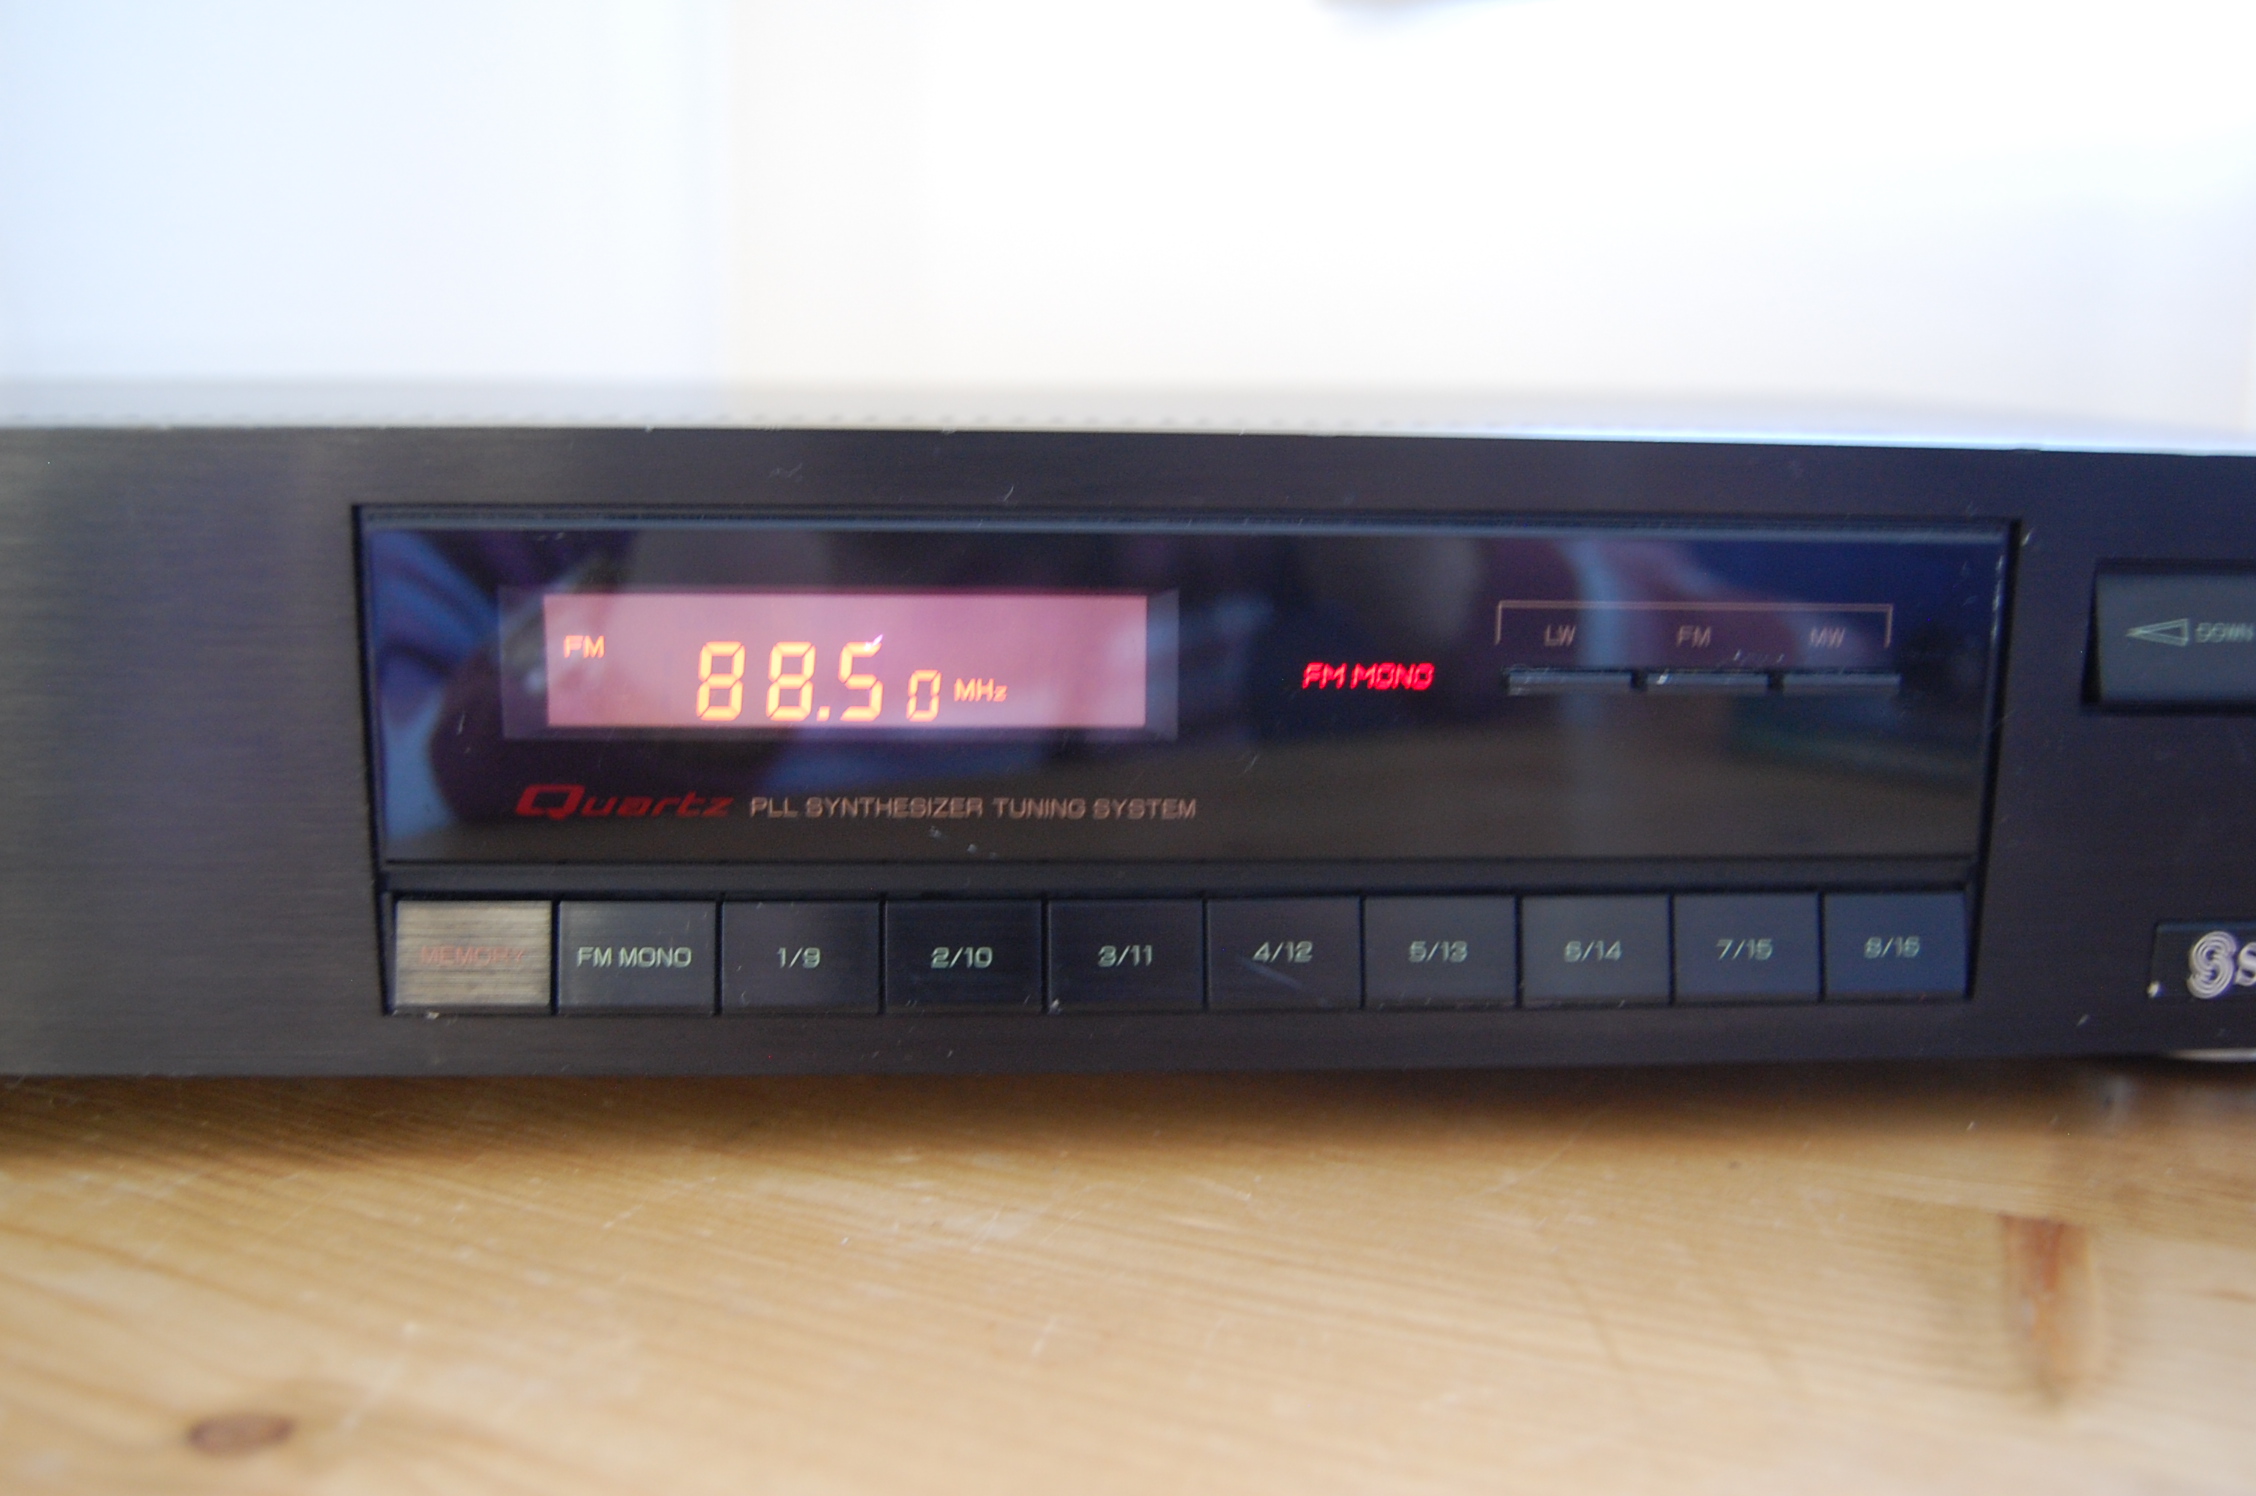 FM 88.50 MHz
FM MONO
LW FM MW
DOWN
Quartz PLL SYNTHESIZER TUNING SYSTEM
MEMORY FM MONO 1/9 2/10 3/11 4/12 5/13 6/14 7/15 8/16